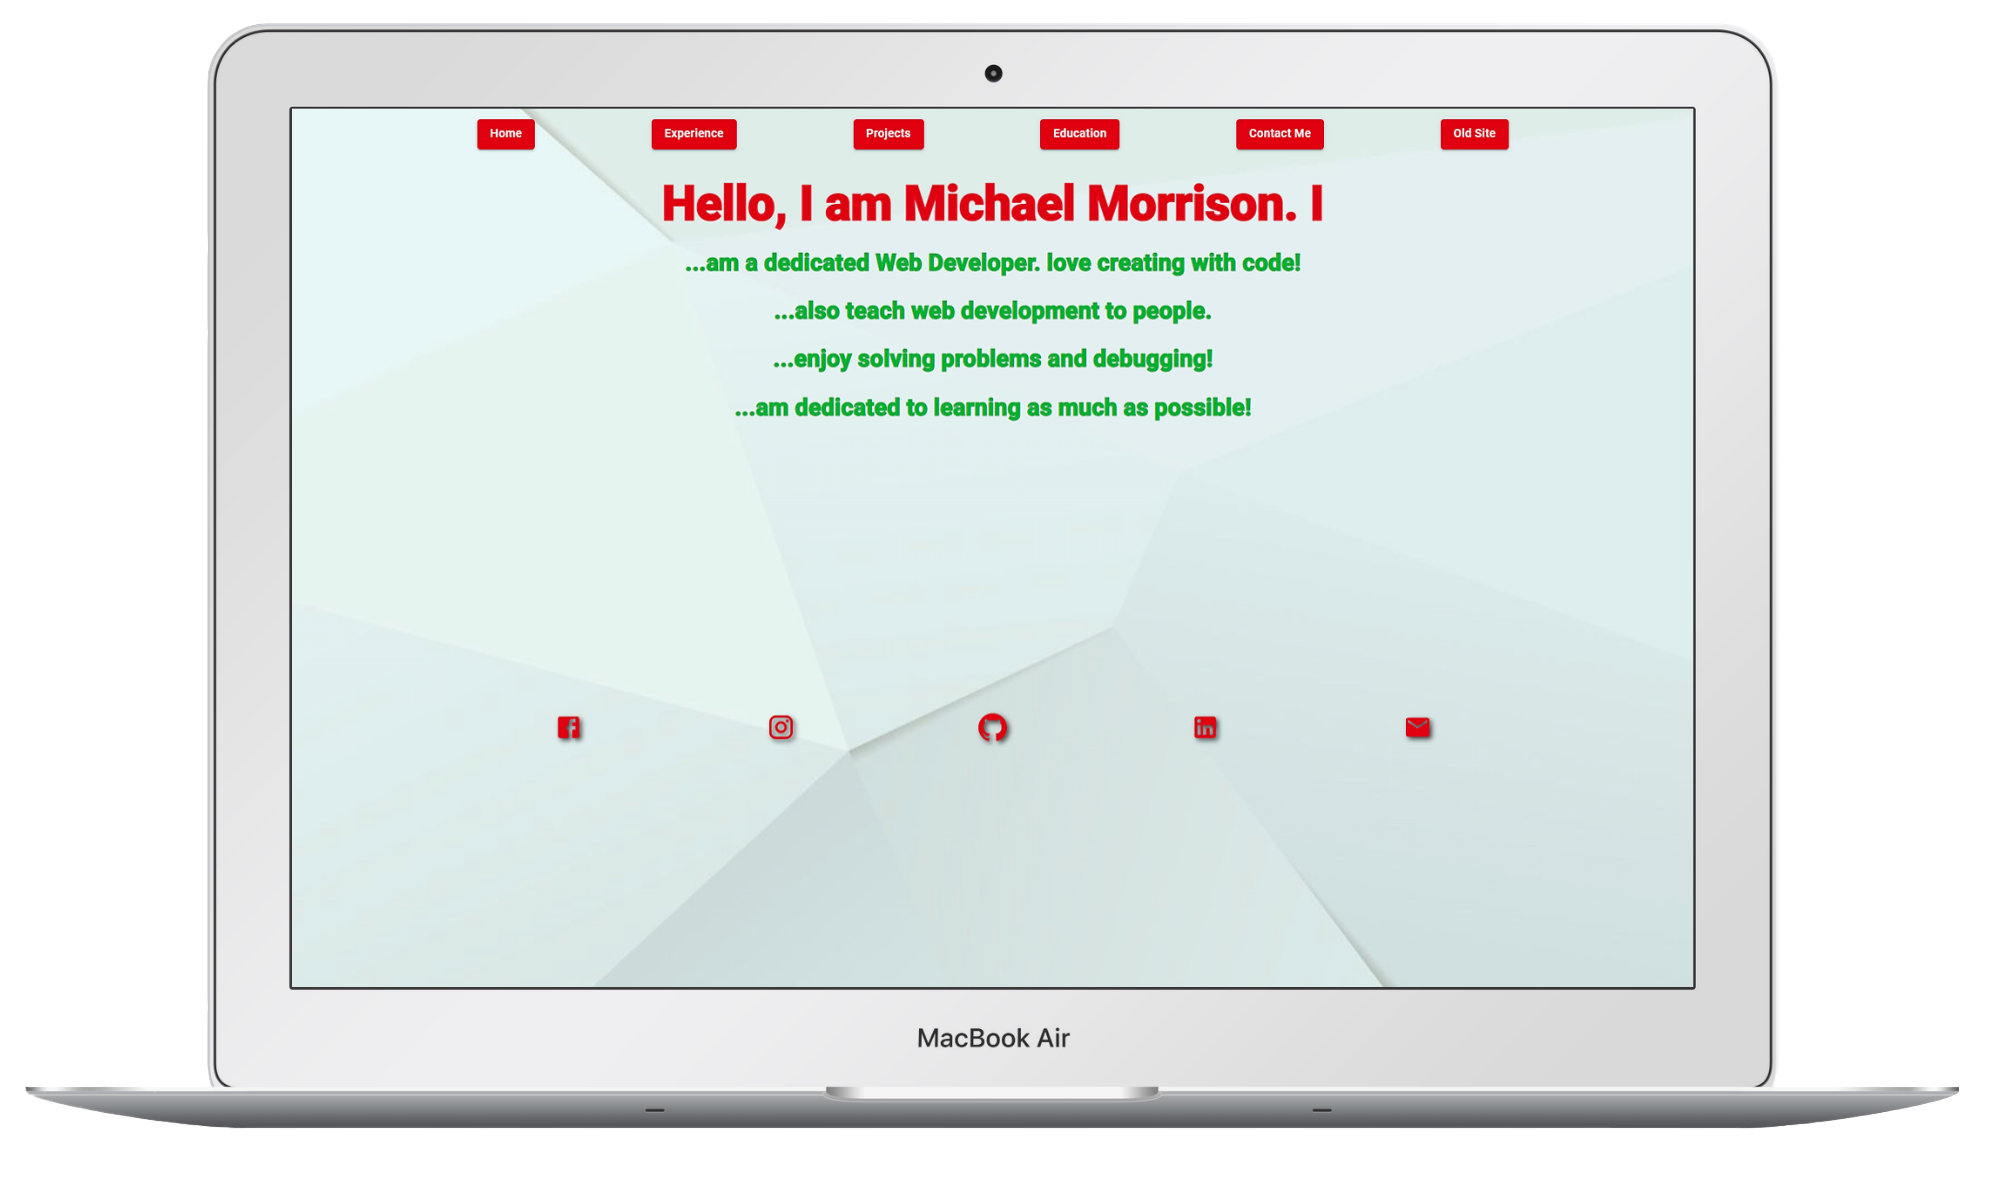 Home Experience Projects Education Contact Me Old Site
Hello, I am Michael Morrison. I
...am a dedicated Web Developer. love creating with code!
...also teach web development to people.
...enjoy solving problems and debugging!
...am dedicated to learning as much as possible!
MacBook Air